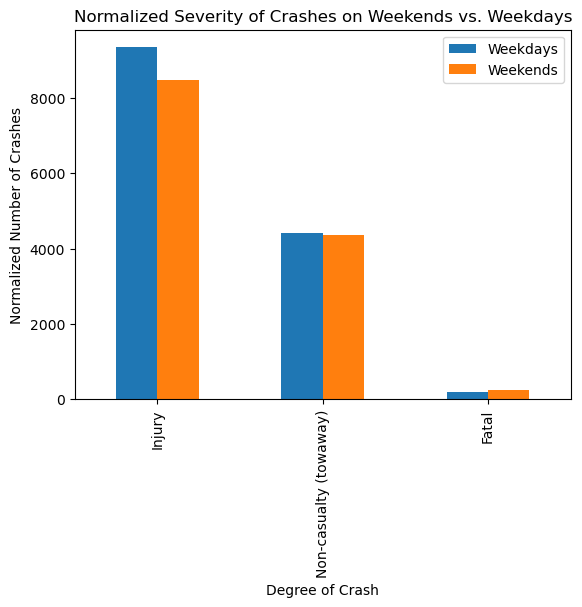 Normalized Severity of Crashes on Weekends vs. Weekdays
Weekdays
Weekends
Normalized Number of Crashes
8000
6000
4000
2000
0
Injury
Non-casualty (towaway)
Fatal
Degree of Crash